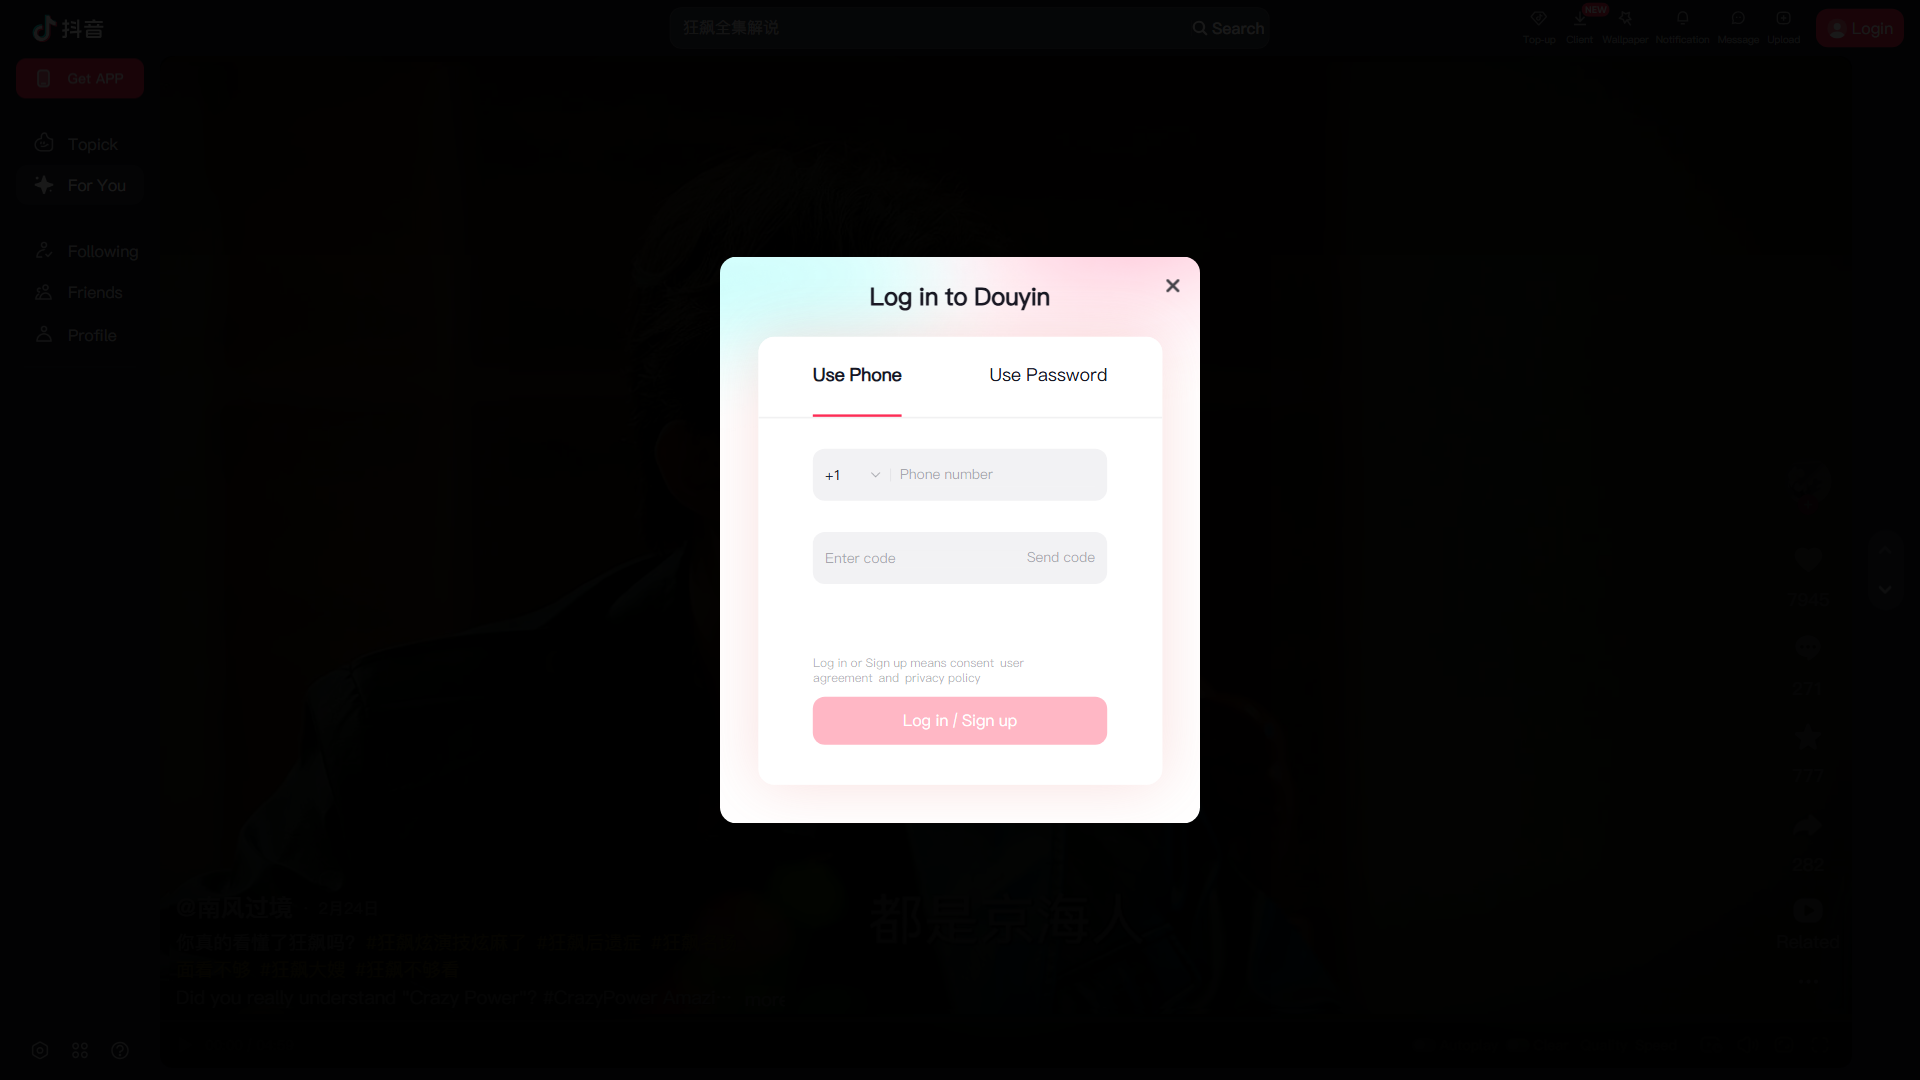 抖音
狂飙全集解说
Search
Top-up
Client
NEW
Wallpaper
Notification
Message
Upload
Login
Get APP
Topick
For You
Following
Friends
Profile
Log in to Douyin
Use Phone
Use Password
+1
Phone number
Enter code
Send code
Log in or Sign up means consent user
agreement and privacy policy
Log in / Sign up
777
282
Related
@南风过境 2月24日
都是京海人
Did you really understand "Crazy Power"? #CrazyPower